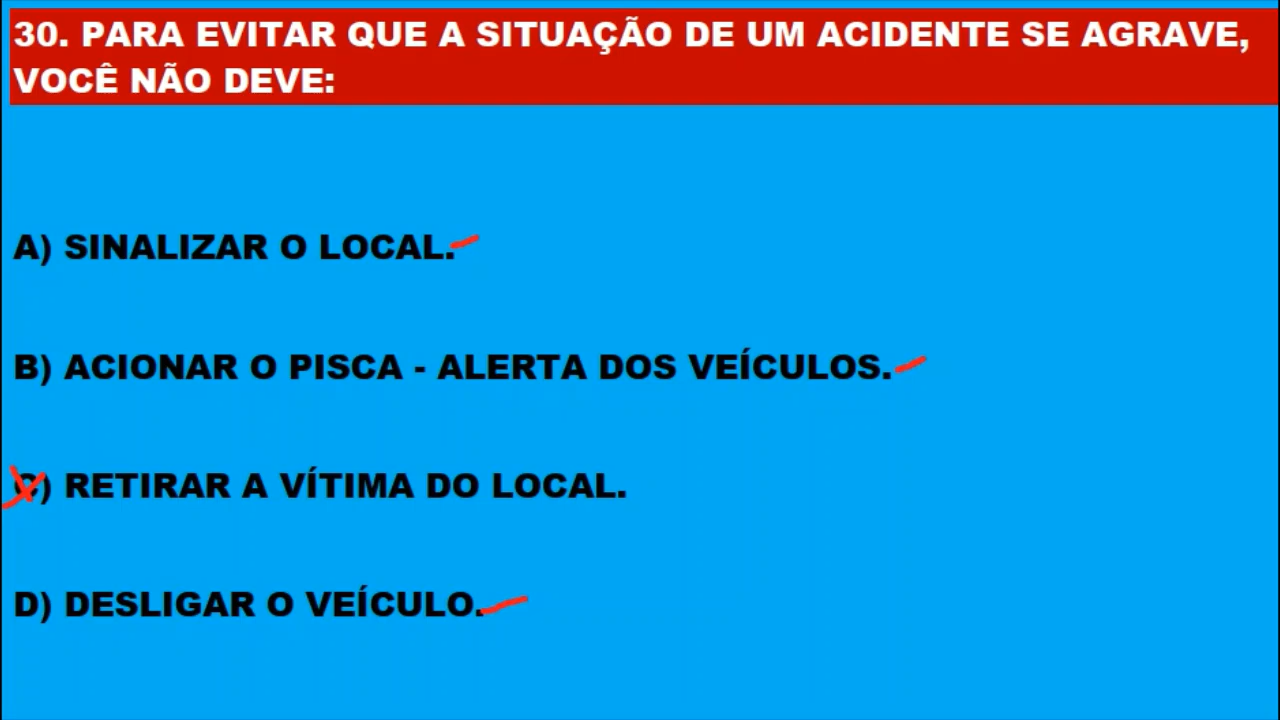 30. PARA EVITAR QUE A SITUAÇÃO DE UM ACIDENTE SE AGRAVE,
VOCÊ NÃO DEVE:
A) SINALIZAR O LOCAL.
B) ACIONAR O PISCA - ALERTA DOS VEÍCULOS.
C) RETIRAR A VÍTIMA DO LOCAL.
D) DESLIGAR O VEÍCULO.